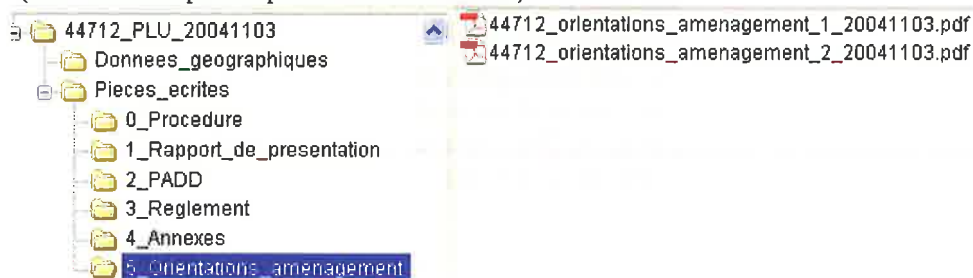 44712_PLU_20041103
Donnees_geographiques
Pieces_ecrites
0_Procedure
1_Rapport_de_presentation
2_PADD
3_Reglement
4_Annexes
5_Orientations_amenagement
44712_orientations_amenagement_1_20041103.pdf
44712_orientations_amenagement_2_20041103.pdf